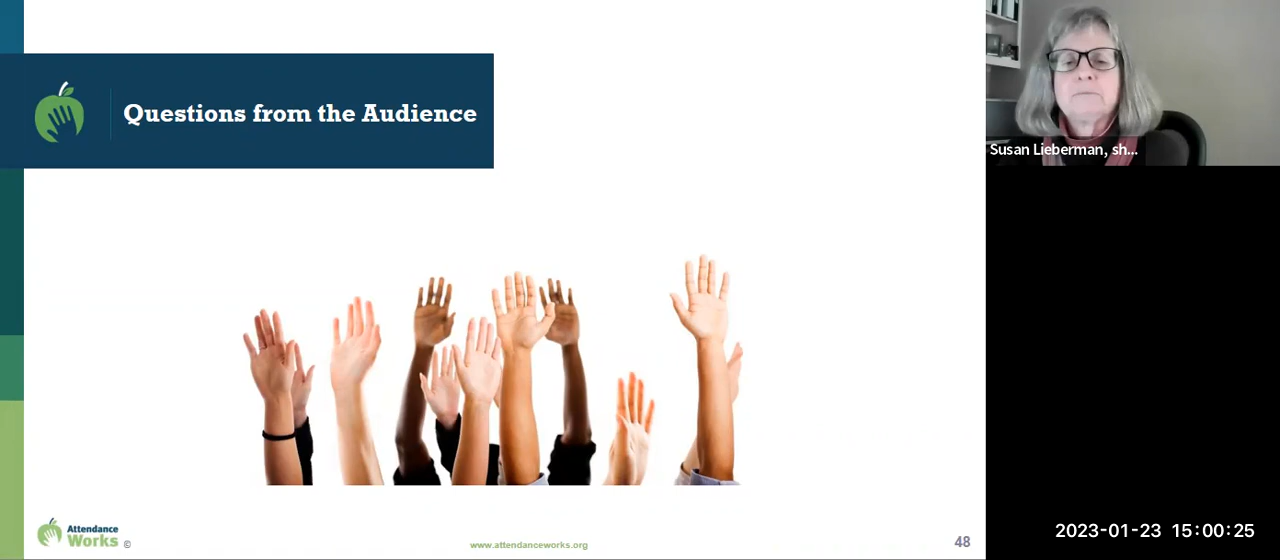 Questions from the Audience
Susan Lieberman, sh...
Attendance
Works ©
www.attendanceworks.org
48
2023-01-23 15:00:25